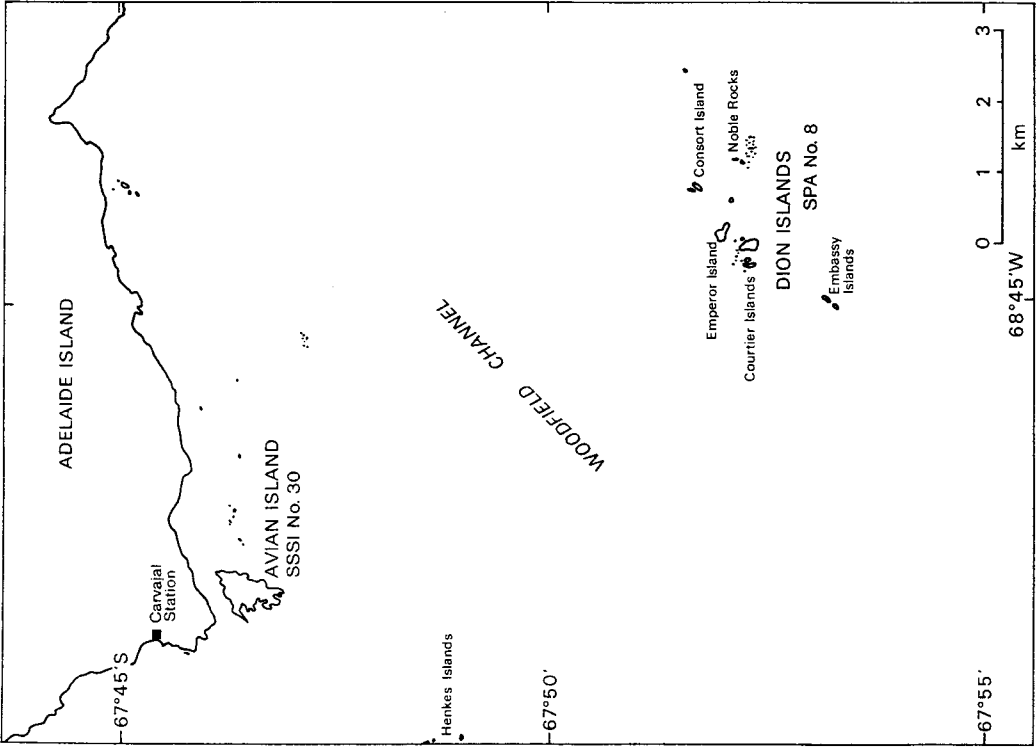 ADELAIDE ISLAND
67°45'S
Carvajal
Station
AVIAN ISLAND
SSSI No. 30
Henkes Islands
WOODFIELD CHANNEL
67°50'
Consort Island
Noble Rocks
Emperor Island
Courtier Islands
DION ISLANDS
SPA No. 8
Embassy
Islands
67°55'
68°45'W
0 1 2 3
km